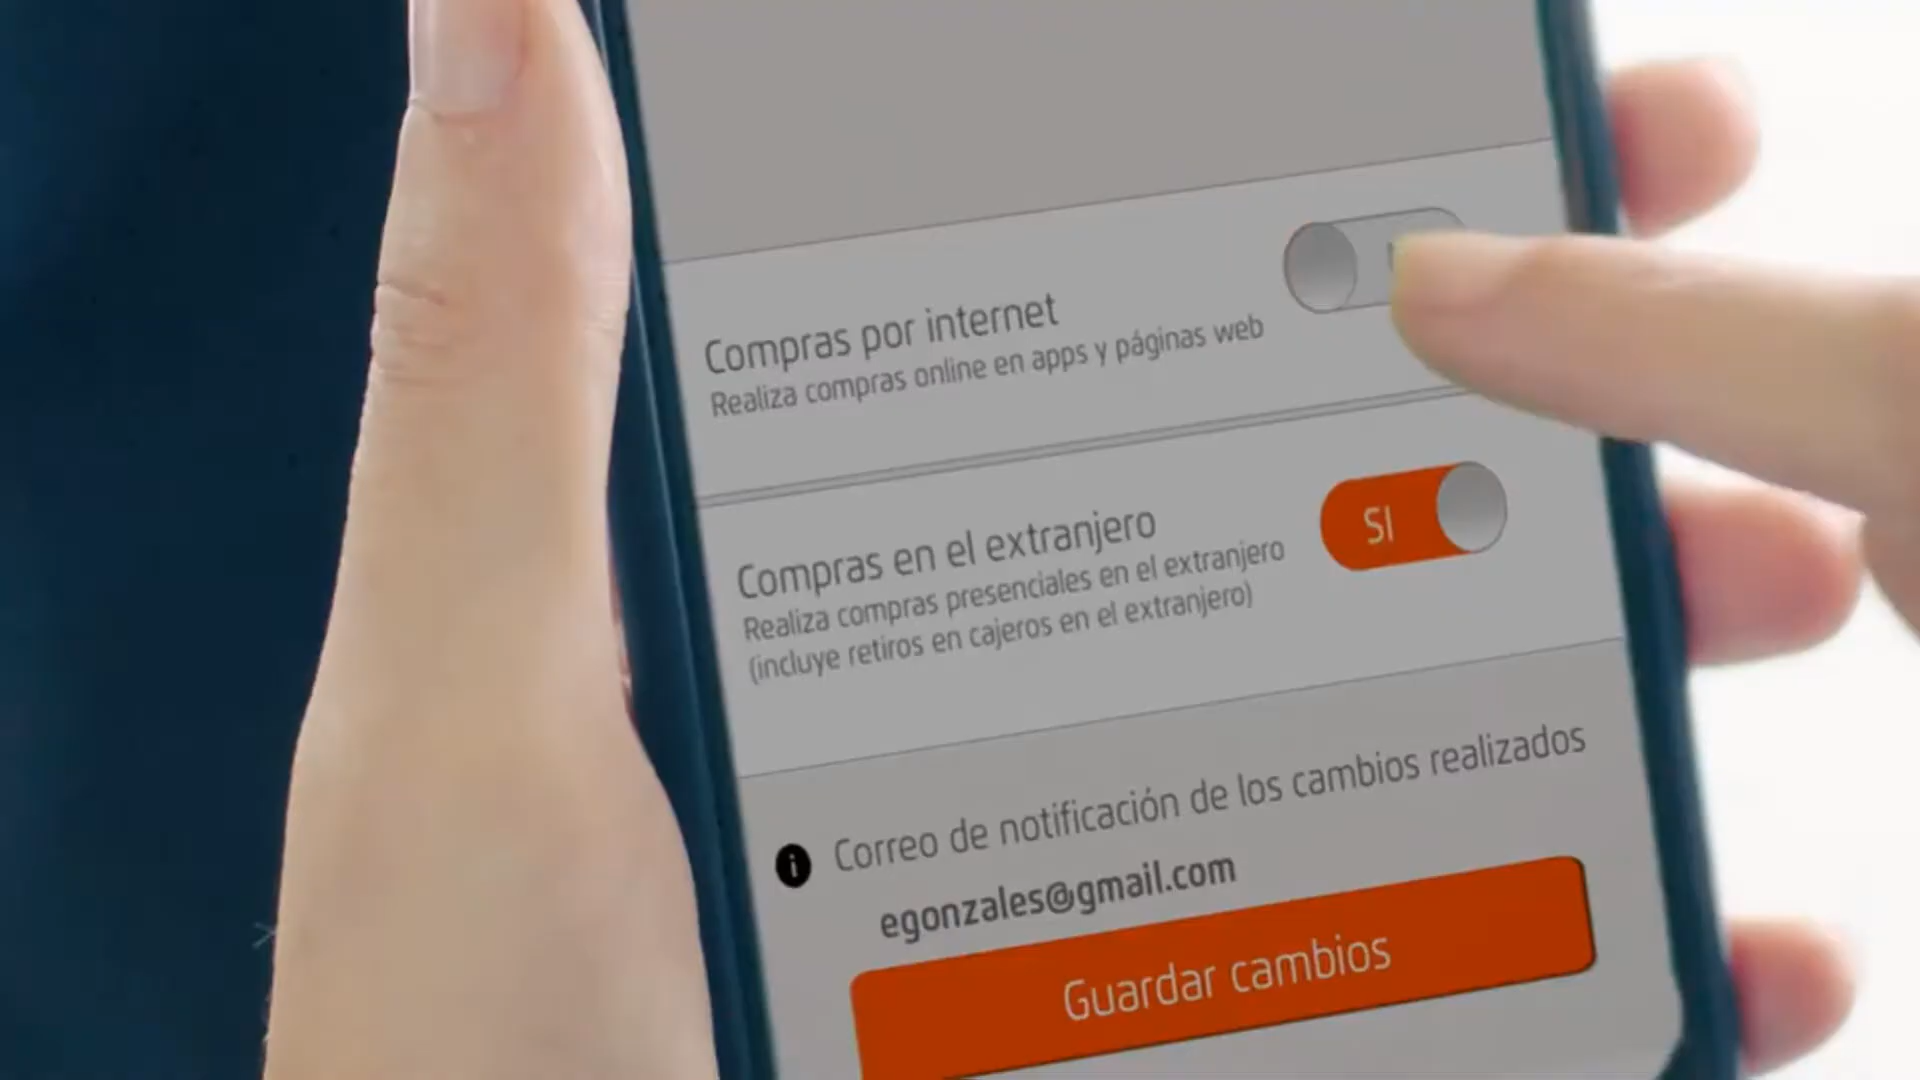 Compras por internet
Realiza compras online en apps y páginas web
SI
Compras en el extranjero
Realiza compras presenciales en el extranjero
(incluye retiros en cajeros en el extranjero)
Correo de notificación de los cambios realizados
egonzales@gmail.com
Guardar cambios